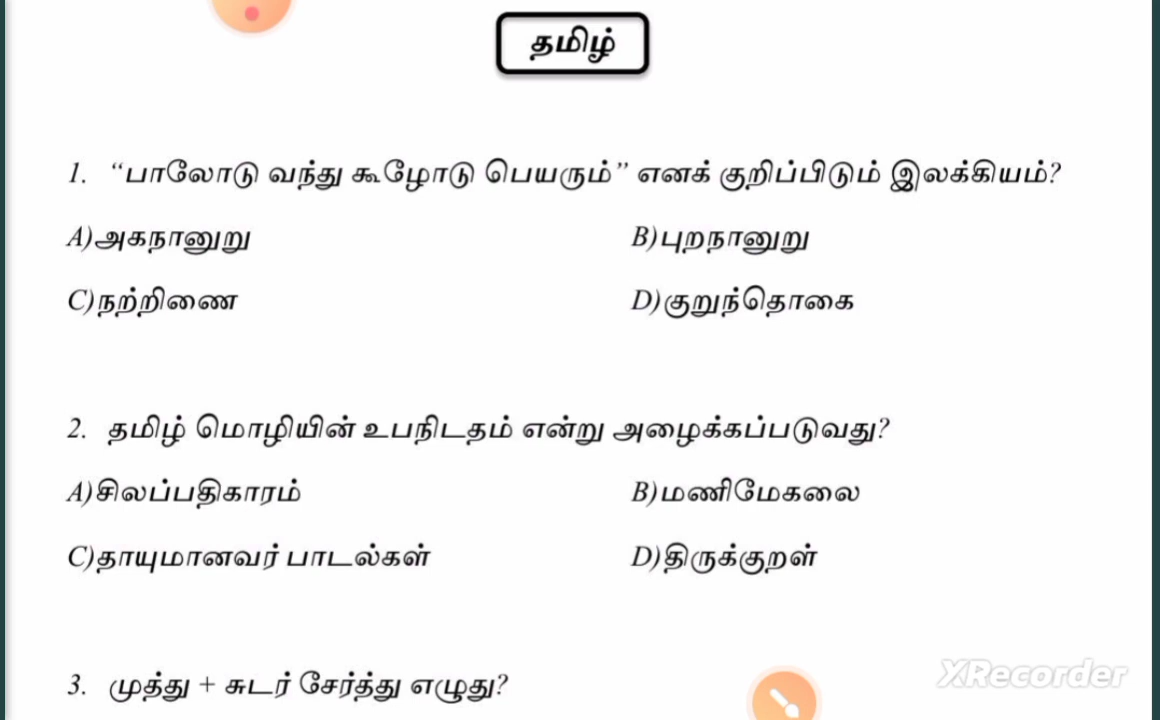 தமிழ்
1. “பாலோடு வந்து கூழோடு பெயரும்” எனக் குறிப்பிடும் இலக்கியம்?
A)அகநானுறு B)புறநானுறு
C)நற்றிணை D)குறுந்தொகை
2. தமிழ் மொழியின் உபநிடதம் என்று அழைக்கப்படுவது?
A)சிலப்பதிகாரம் B)மணிமேகலை
C)தாயுமானவர் பாடல்கள் D)திருக்குறள்
3. முத்து + சுடர் சேர்த்து எழுது?
XRecorder